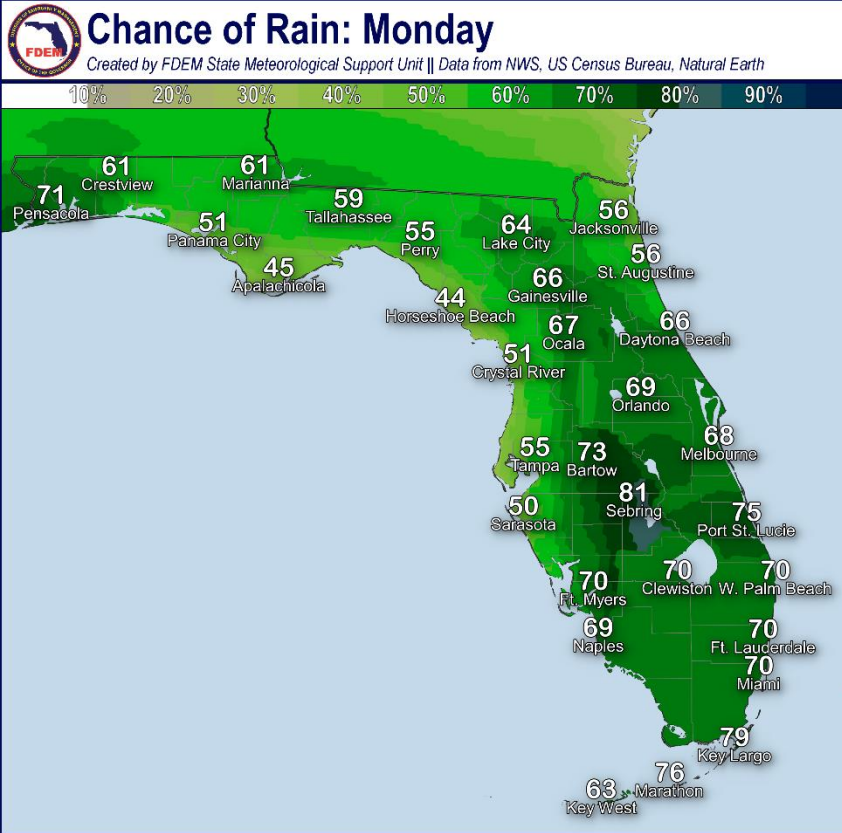 FDEM
Chance of Rain: Monday
Created by FDEM State Meteorological Support Unit || Data from NWS, US Census Bureau, Natural Earth
10% 20% 30% 40% 50% 60% 70% 80% 90%
61
Crestview
61
Marianna
71
Pensacola
59
Tallahassee
51
Panama City
55
Perry
64
Lake City
56
Jacksonville
45
Apalachicola
56
St. Augustine
44
Horseshoe Beach
66
Gainesville
67
Ocala
66
Daytona Beach
51
Crystal River
69
Orlando
55
Tampa
73
Bartow
68
Melbourne
50
Sarasota
81
Sebring
75
Port St. Lucie
70
Ft. Myers
70
Clewiston
70
W. Palm Beach
69
Naples
70
Ft. Lauderdale
70
Miami
79
Key Largo
76
Marathon
63
Key West